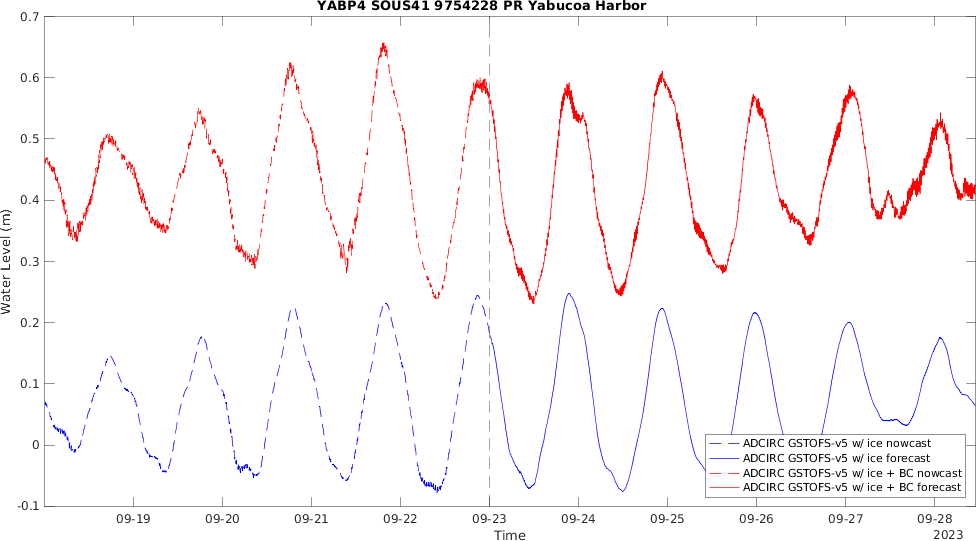 YABP4 SOUS41 9754228 PR Yabucoa Harbor
0.7
0.6
0.5
0.4
0.3
0.2
0.1
0
-0.1
Water Level (m)
ADCIRC GSTOFS-v5 w/ ice nowcast
ADCIRC GSTOFS-v5 w/ ice forecast
ADCIRC GSTOFS-v5 w/ ice + BC nowcast
ADCIRC GSTOFS-v5 w/ ice + BC forecast
09-19 09-20 09-21 09-22 09-23 09-24 09-25 09-26 09-27 09-28
Time
2023